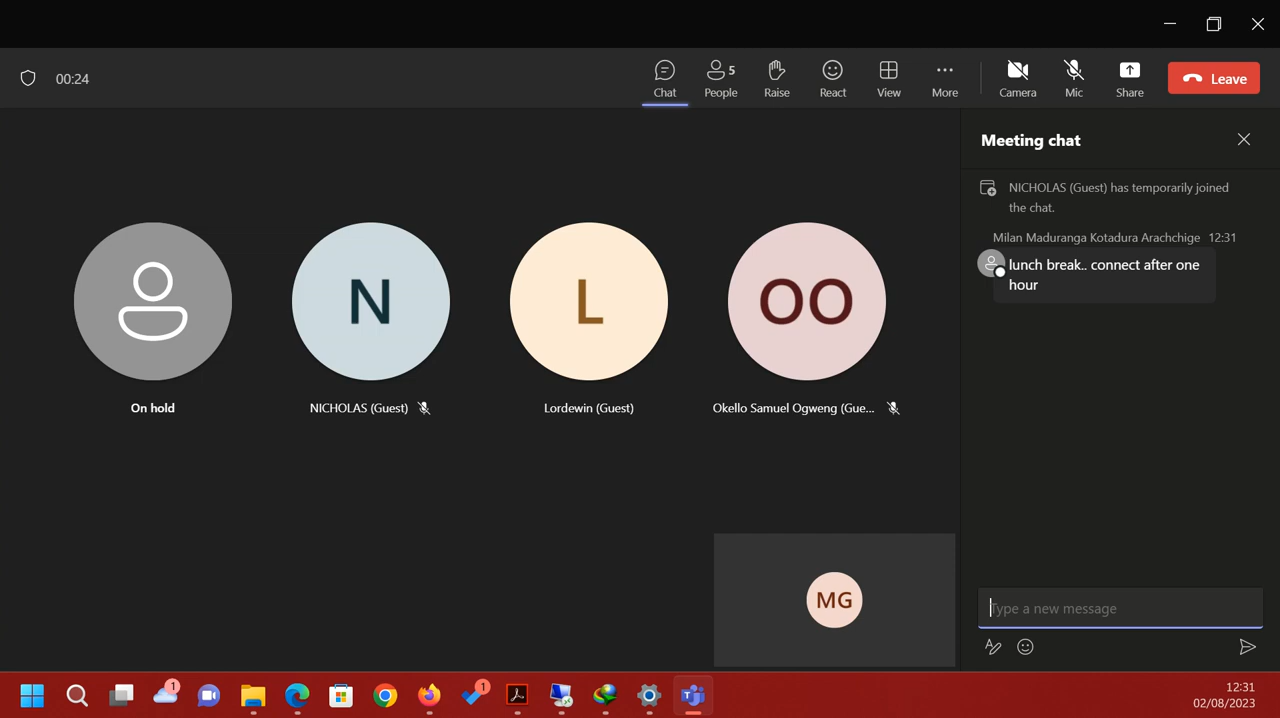 00:24
Chat
People
5
Raise
React
View
More
Camera
Mic
Share
Leave
Meeting chat
NICHOLAS (Guest) has temporarily joined
the chat.
Milan Maduranga Kotadura Arachchige 12:31
lunch break.. connect after one
hour
N
L
OO
On hold
NICHOLAS (Guest)
Lordewin (Guest)
Okello Samuel Ogweng (Gue...
MG
Type a new message
1
1
12:31
02/08/2023